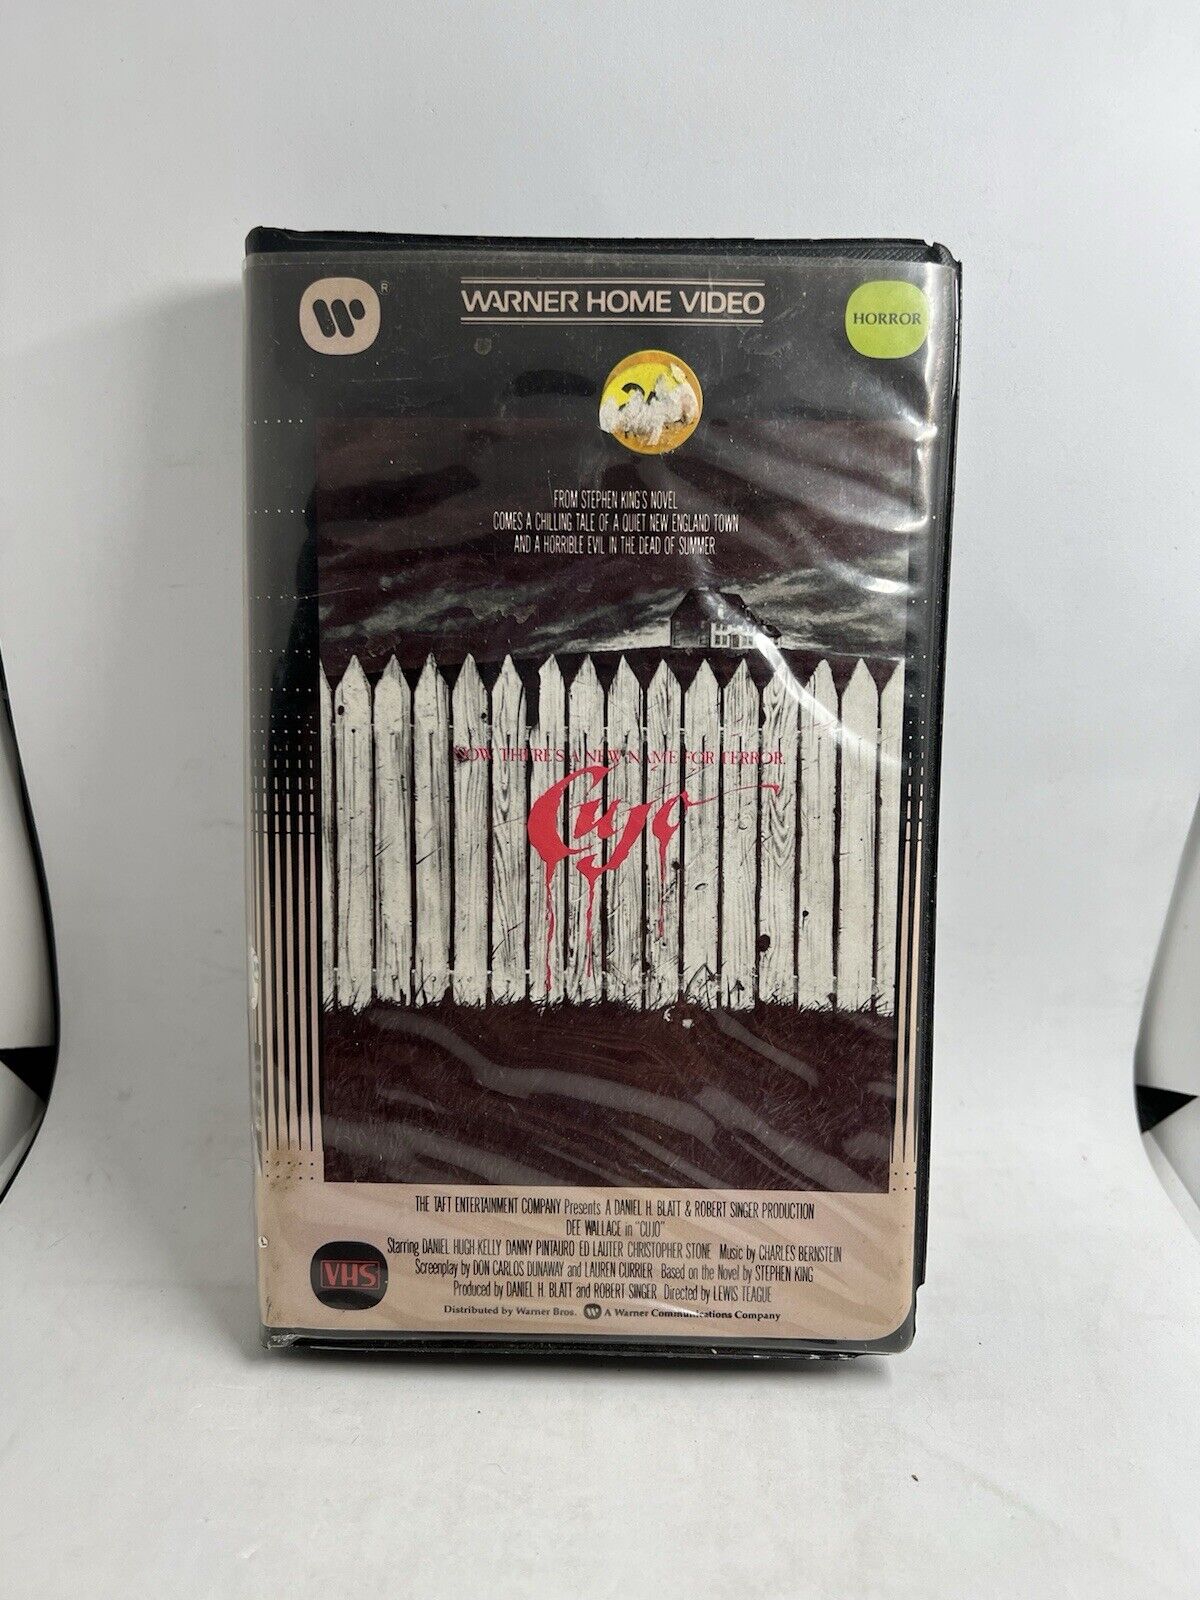 WARNER HOME VIDEO
®
HORROR
FROM STEPHEN KING'S NOVEL
COMES A CHILLING TALE OF A QUIET NEW ENGLAND TOWN
AND A HORRIBLE EVIL IN THE DEAD OF SUMMER.
NOW THERE'S A NEW NAME FOR TERROR.
Cujo
THE TAFT ENTERTAINMENT COMPANY Presents A DANIEL H. BLATT & ROBERT SINGER PRODUCTION
DEE WALLACE in "CUJO"
Starring DANIEL HUGH-KELLY DANNY PINTAURO ED LAUTER CHRISTOPHER STONE Music by CHARLES BERNSTEIN
Screenplay by DON CARLOS DUNAWAY and LAUREN CURRIER Based on the Novel by STEPHEN KING
Produced by DANIEL H. BLATT and ROBERT SINGER Directed by LEWIS TEAGUE
VHS
Distributed by Warner Bros. A Warner Communications Company